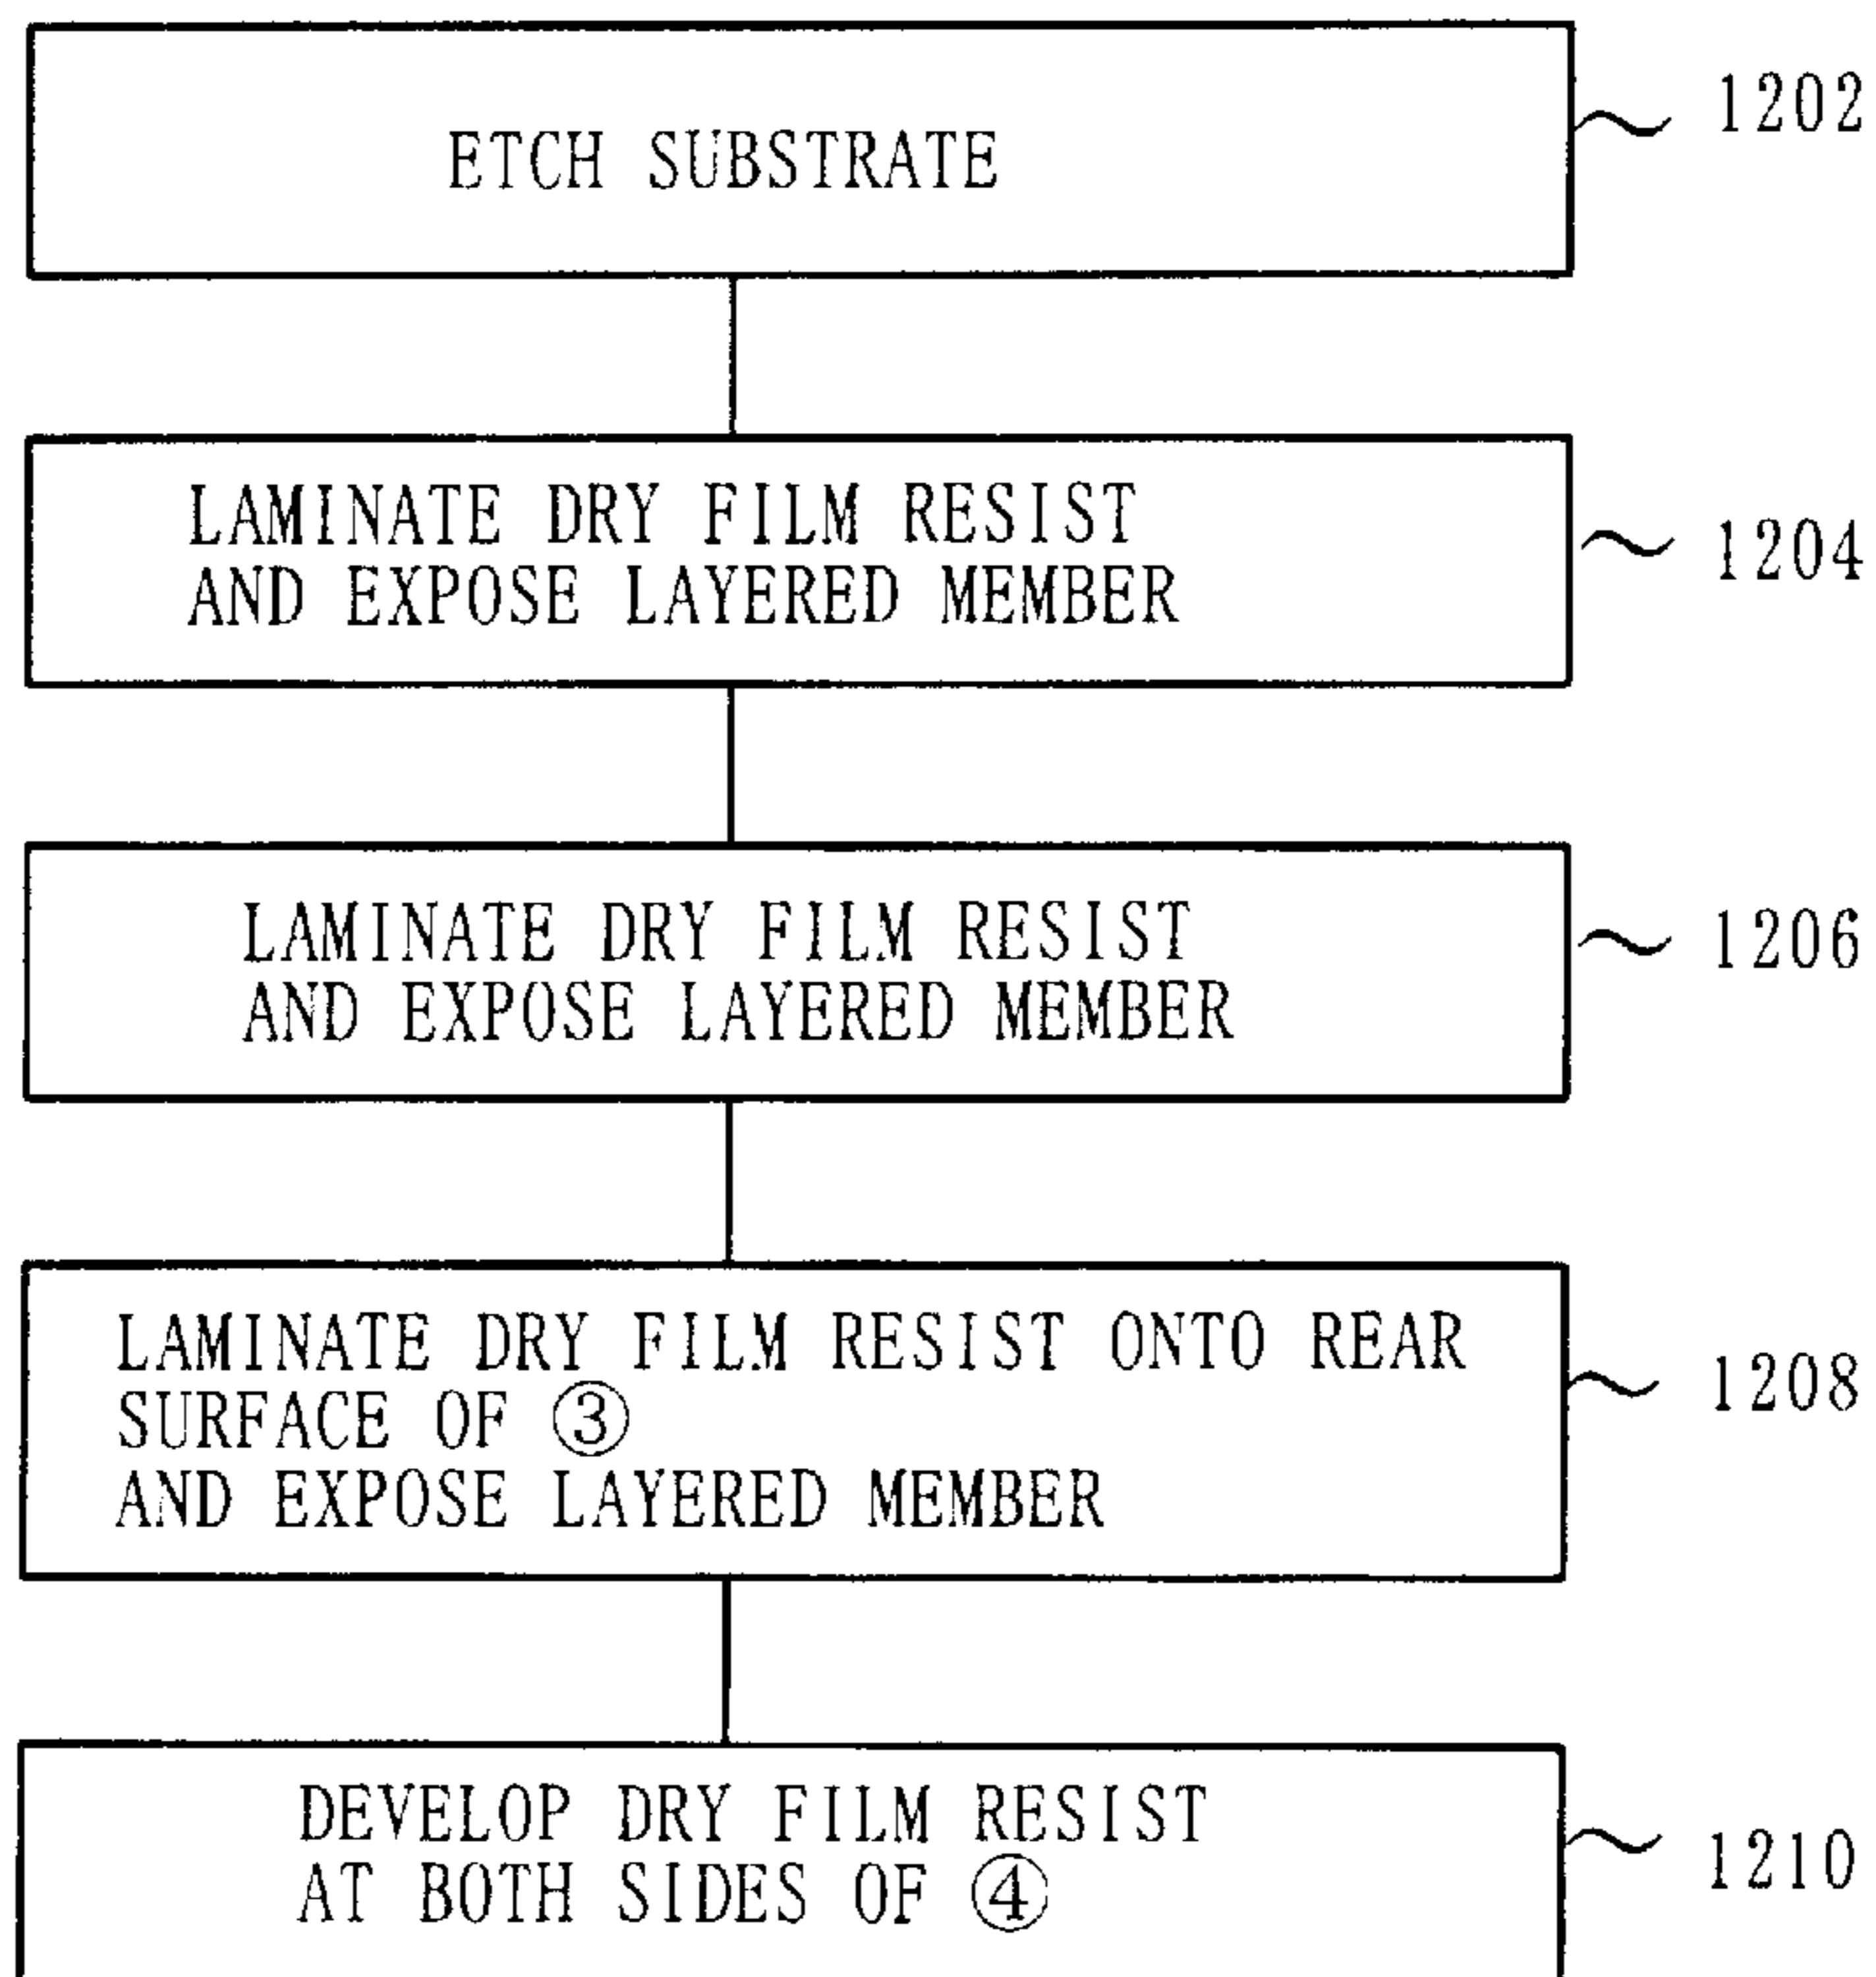 ETCH SUBSTRATE
1202
LAMINATE DRY FILM RESIST
AND EXPOSE LAYERED MEMBER
1204
LAMINATE DRY FILM RESIST
AND EXPOSE LAYERED MEMBER
1206
LAMINATE DRY FILM RESIST ONTO REAR
SURFACE OF ③
AND EXPOSE LAYERED MEMBER
1208
DEVELOP DRY FILM RESIST
AT BOTH SIDES OF ④
1210